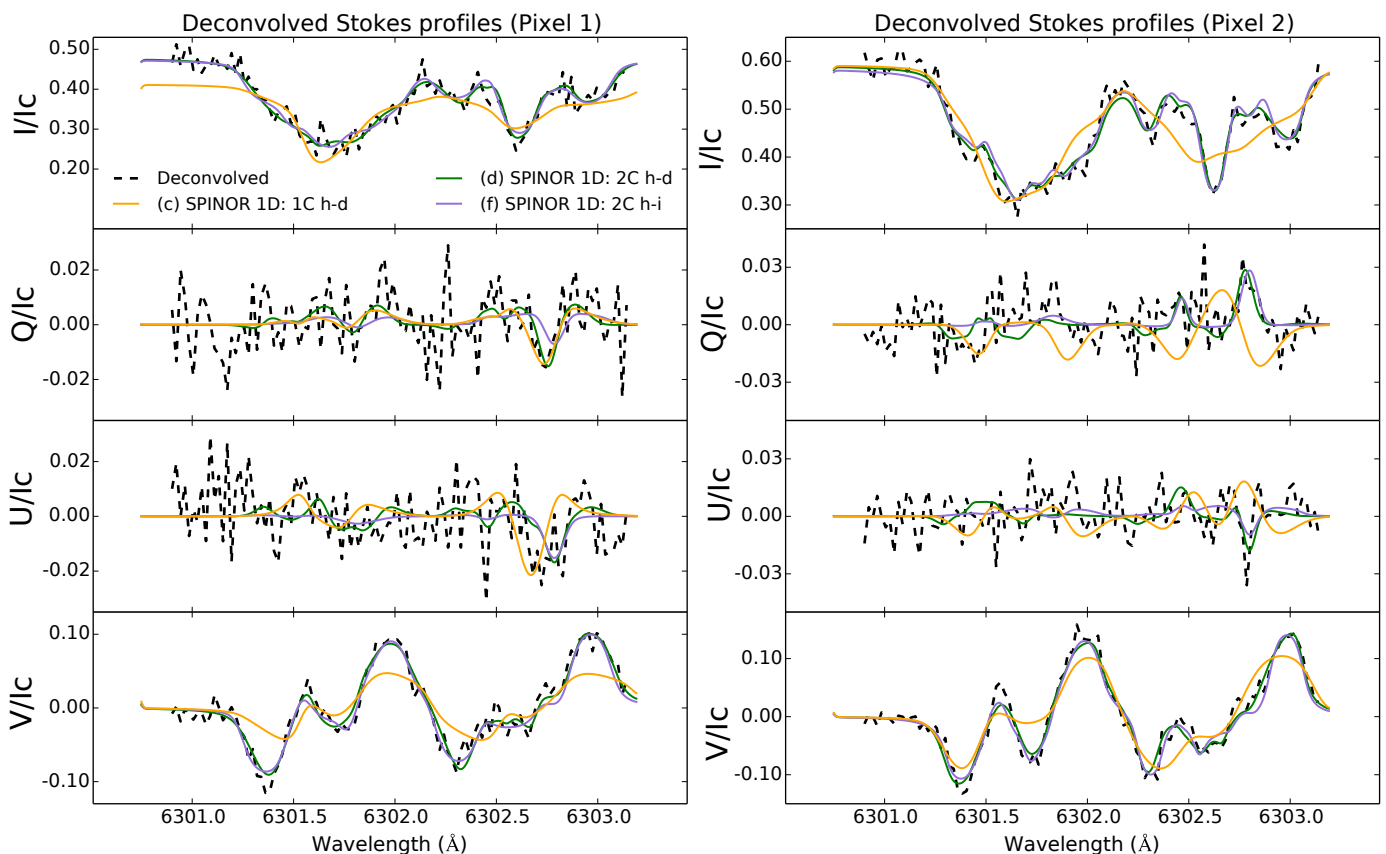 Deconvolved Stokes profiles (Pixel 1)
Deconvolved Stokes profiles (Pixel 2)
I/Ic
0.50
0.40
0.30
0.20
Deconvolved
(c) SPINOR 1D: 1C h-d
(d) SPINOR 1D: 2C h-d
(f) SPINOR 1D: 2C h-i
I/Ic
0.60
0.50
0.40
0.30
Q/Ic
0.02
0.00
-0.02
Q/Ic
0.03
0.00
-0.03
U/Ic
0.02
0.00
-0.02
U/Ic
0.03
0.00
-0.03
V/Ic
0.10
0.00
-0.10
V/Ic
0.10
0.00
-0.10
6301.0 6301.5 6302.0 6302.5 6303.0
Wavelength (Å)
6301.0 6301.5 6302.0 6302.5 6303.0
Wavelength (Å)